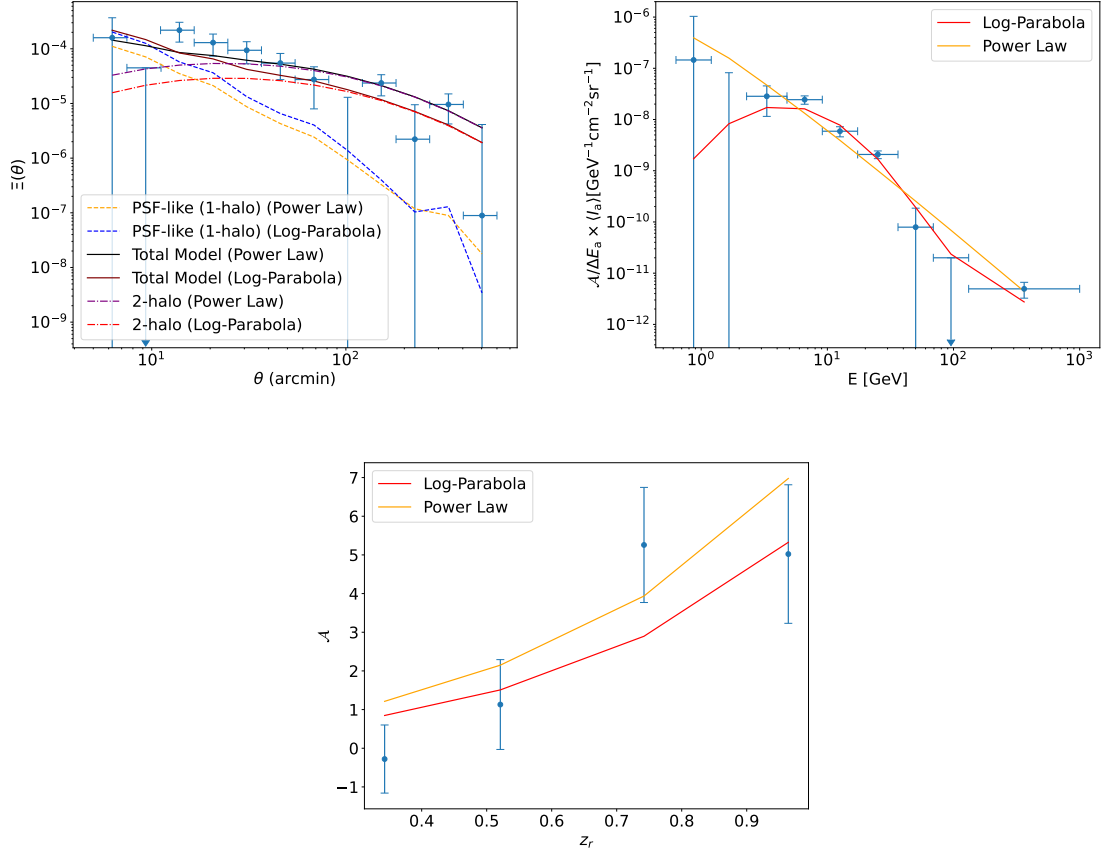 10⁻⁴
10⁻⁵
10⁻⁶
10⁻⁷
10⁻⁸
10⁻⁹
Ξ(θ)
PSF-like (1-halo) (Power Law)
PSF-like (1-halo) (Log-Parabola)
Total Model (Power Law)
Total Model (Log-Parabola)
2-halo (Power Law)
2-halo (Log-Parabola)
10¹ 10²
θ (arcmin)
10⁻⁶
10⁻⁷
10⁻⁸
10⁻⁹
10⁻¹⁰
10⁻¹¹
10⁻¹²
𝒜/ΔEₐ × ⟨Iₐ⟩[GeV⁻¹cm⁻²sr⁻¹]
Log-Parabola
Power Law
10⁰ 10¹ 10² 10³
E [GeV]
7
6
5
4
3
2
1
0
−1
𝒜
Log-Parabola
Power Law
0.4 0.5 0.6 0.7 0.8 0.9
zᵣ